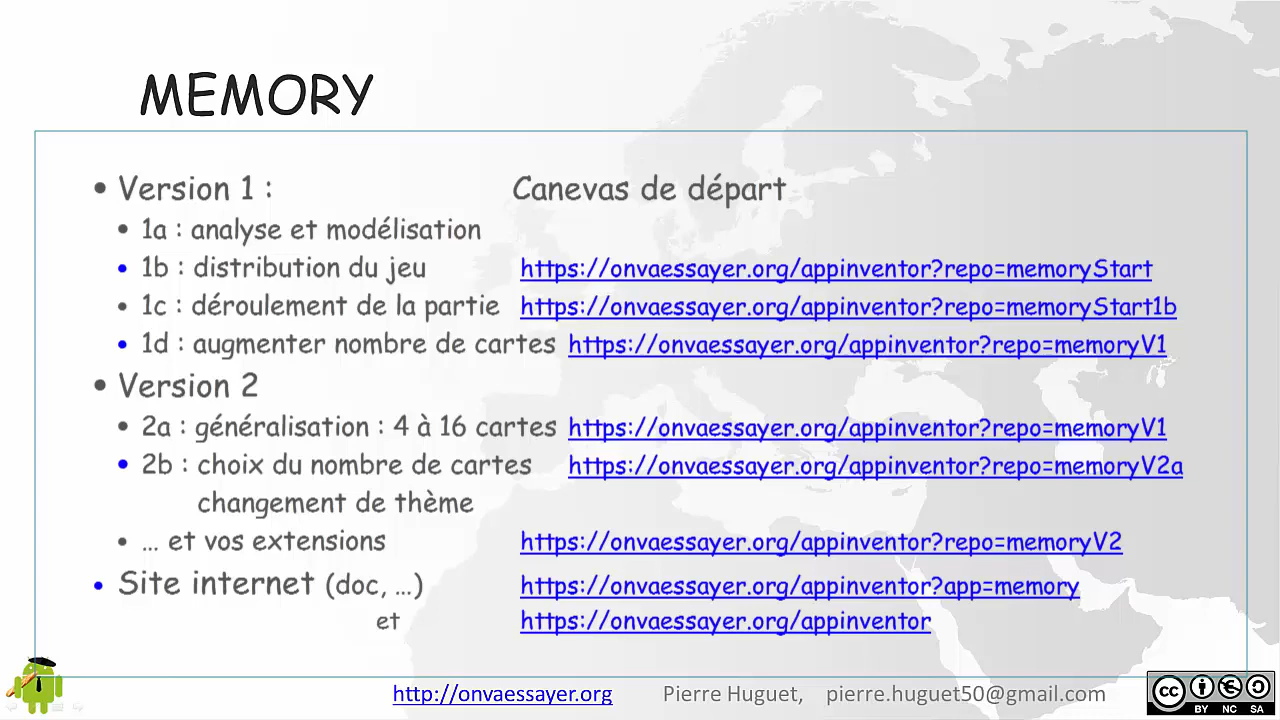 MEMORY
• Version 1 : Canevas de départ
• 1a : analyse et modélisation
• 1b : distribution du jeu https://onvaessayer.org/appinventor?repo=memoryStart
• 1c : déroulement de la partie https://onvaessayer.org/appinventor?repo=memoryStart1b
• 1d : augmenter nombre de cartes https://onvaessayer.org/appinventor?repo=memoryV1
• Version 2
• 2a : généralisation : 4 à 16 cartes https://onvaessayer.org/appinventor?repo=memoryV1
• 2b : choix du nombre de cartes https://onvaessayer.org/appinventor?repo=memoryV2a
changement de thème
• … et vos extensions https://onvaessayer.org/appinventor?repo=memoryV2
• Site internet (doc, …) https://onvaessayer.org/appinventor?app=memory
et https://onvaessayer.org/appinventor
http://onvaessayer.org Pierre Huguet, pierre.huguet50@gmail.com
cc BY NC SA